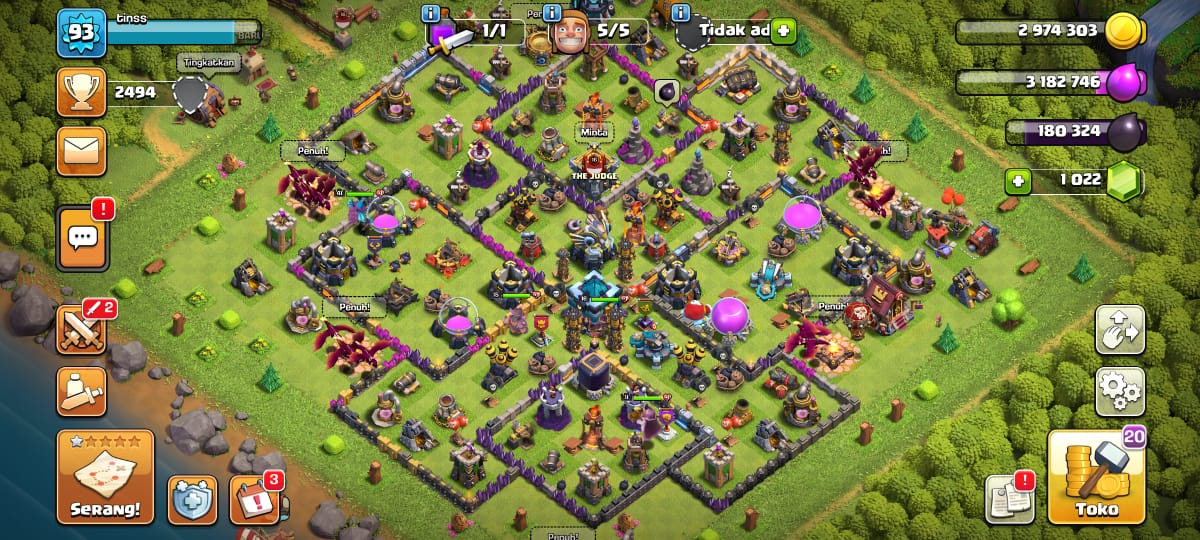 93
tinss
1/1
5/5
Tidak ad
2 974 303
Tingkatkan
2494
3 182 746
180 324
Minta
Penuh!
THE JUDGE
1 022
Penuh!
Penuh!
2
20
Serang!
3
Toko
Penuh!